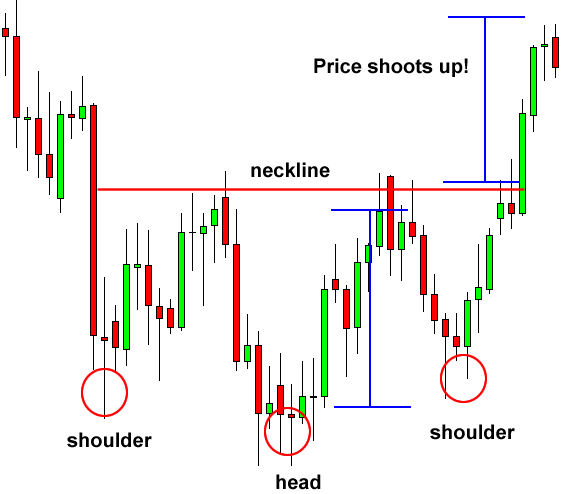 Price shoots up!
neckline
shoulder
shoulder
head